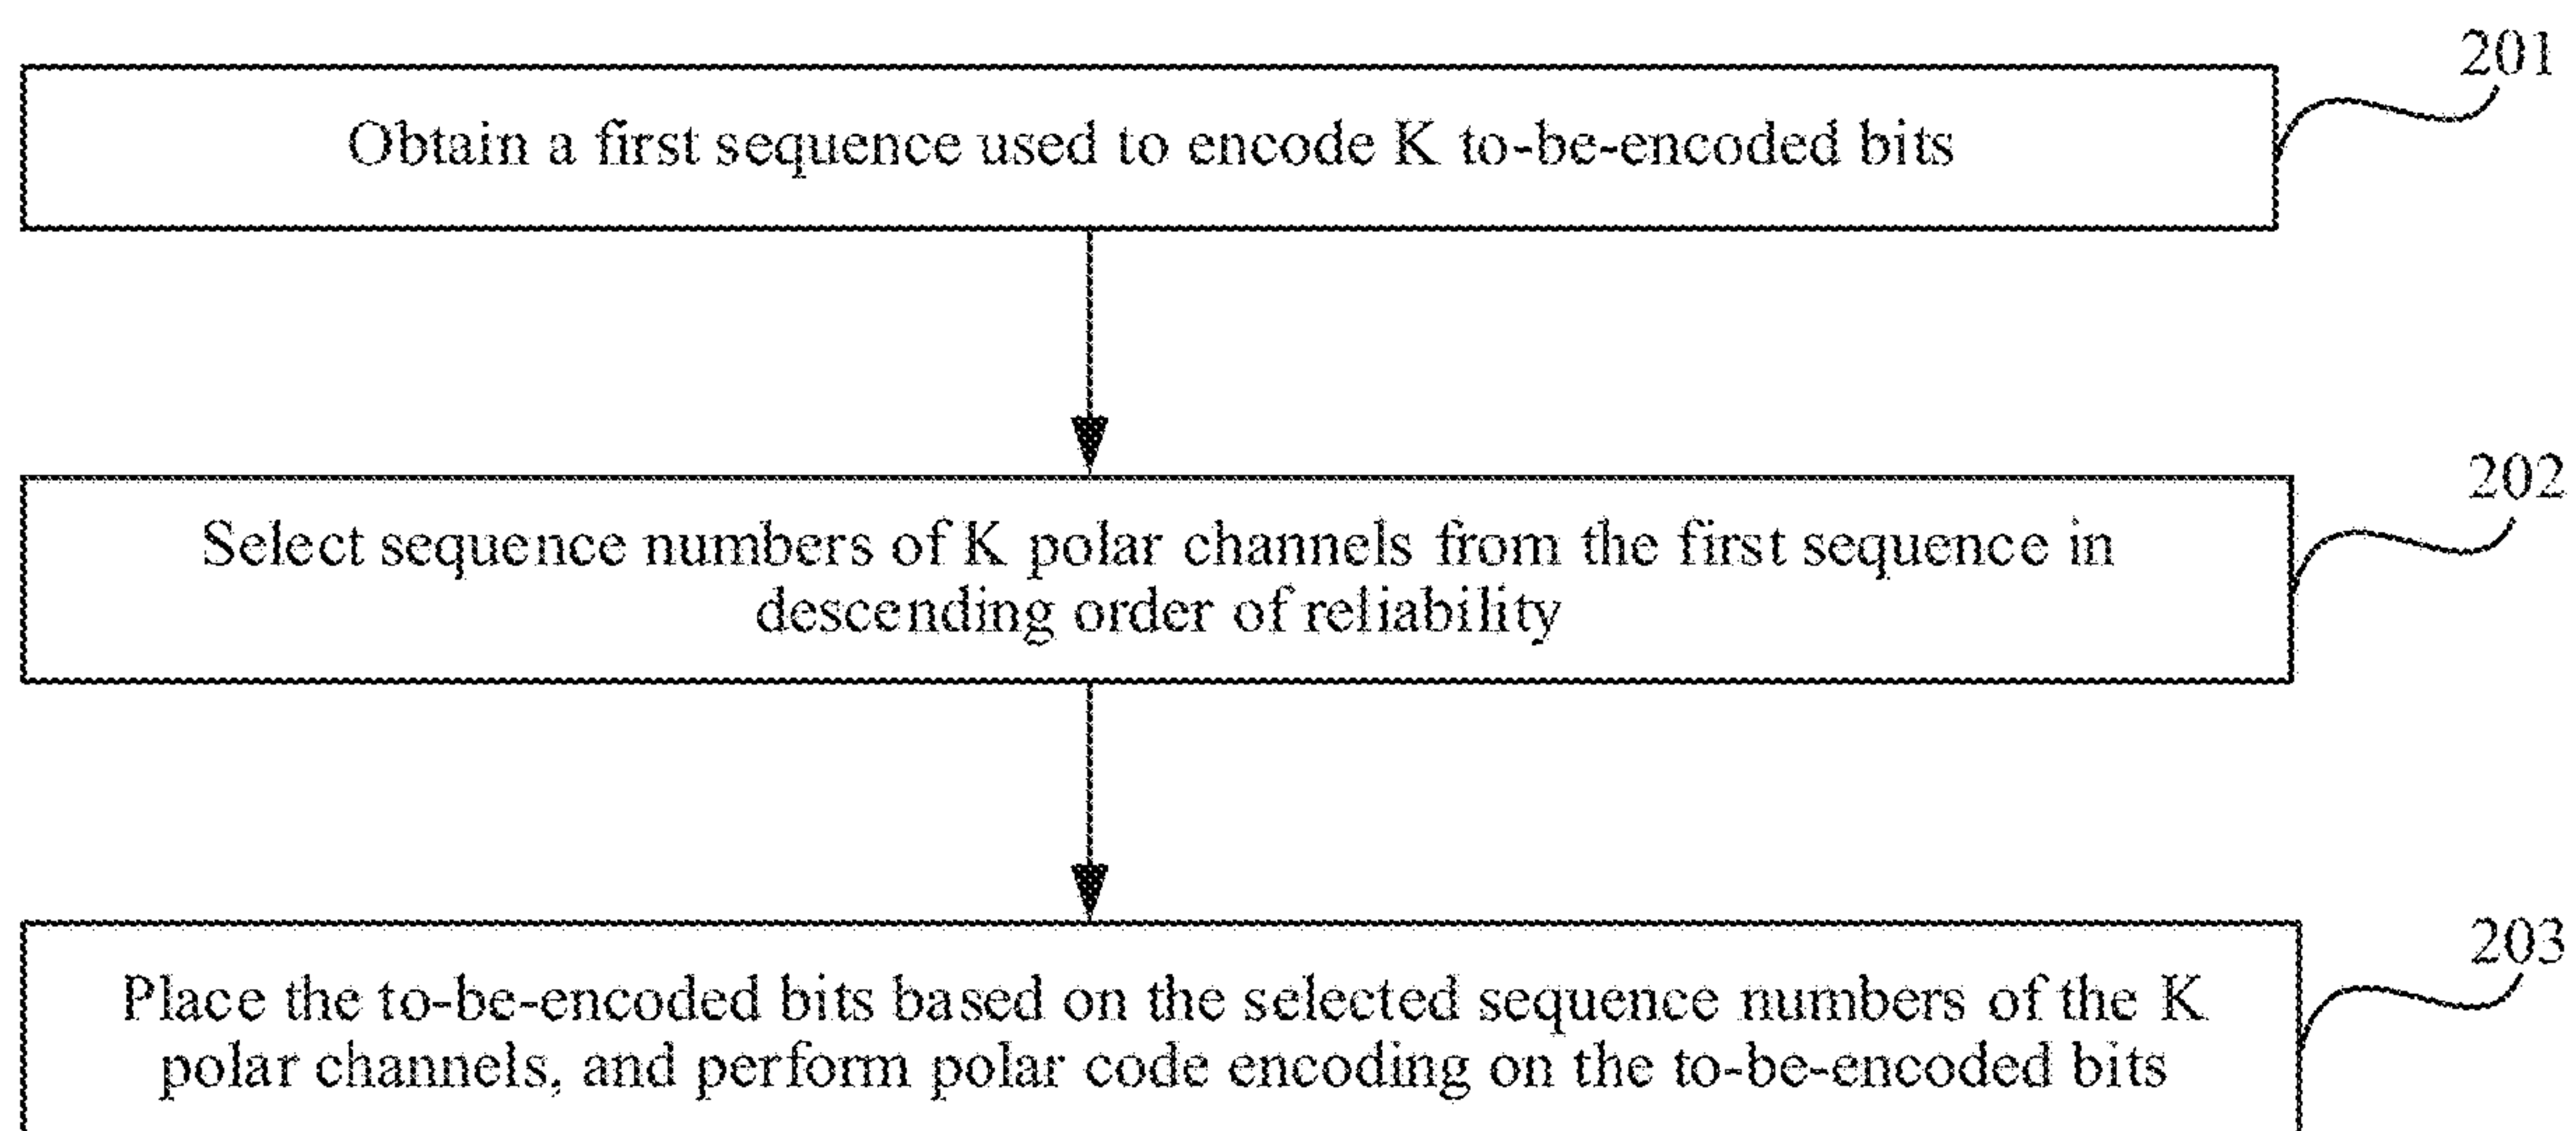 201
Obtain a first sequence used to encode K to-be-encoded bits
202
Select sequence numbers of K polar channels from the first sequence in
descending order of reliability
203
Place the to-be-encoded bits based on the selected sequence numbers of the K
polar channels, and perform polar code encoding on the to-be-encoded bits